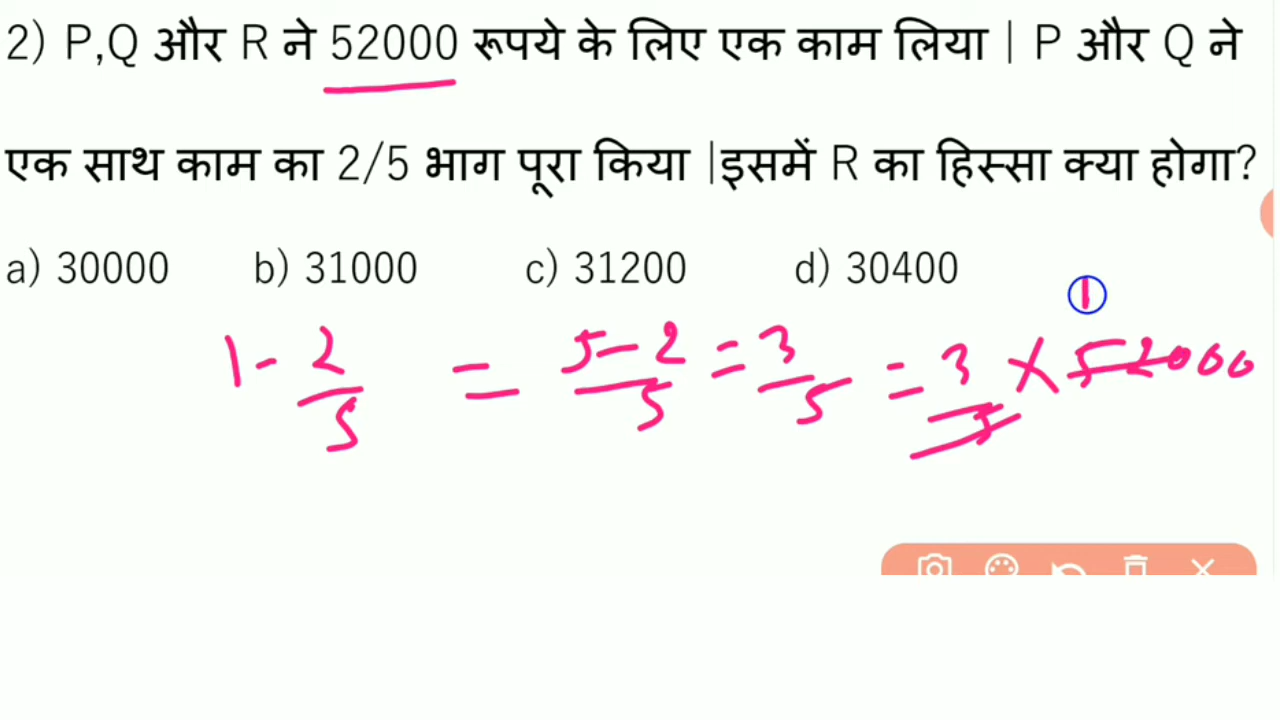 2) P,Q और R ने 52000 रूपये के लिए एक काम लिया | P और Q ने
एक साथ काम का 2/5 भाग पूरा किया |इसमें R का हिस्सा क्या होगा?
a) 30000 b) 31000 c) 31200 d) 30400
1
1 - 2/5 = 5-2/5 = 3/5 = 3/5 X 52000